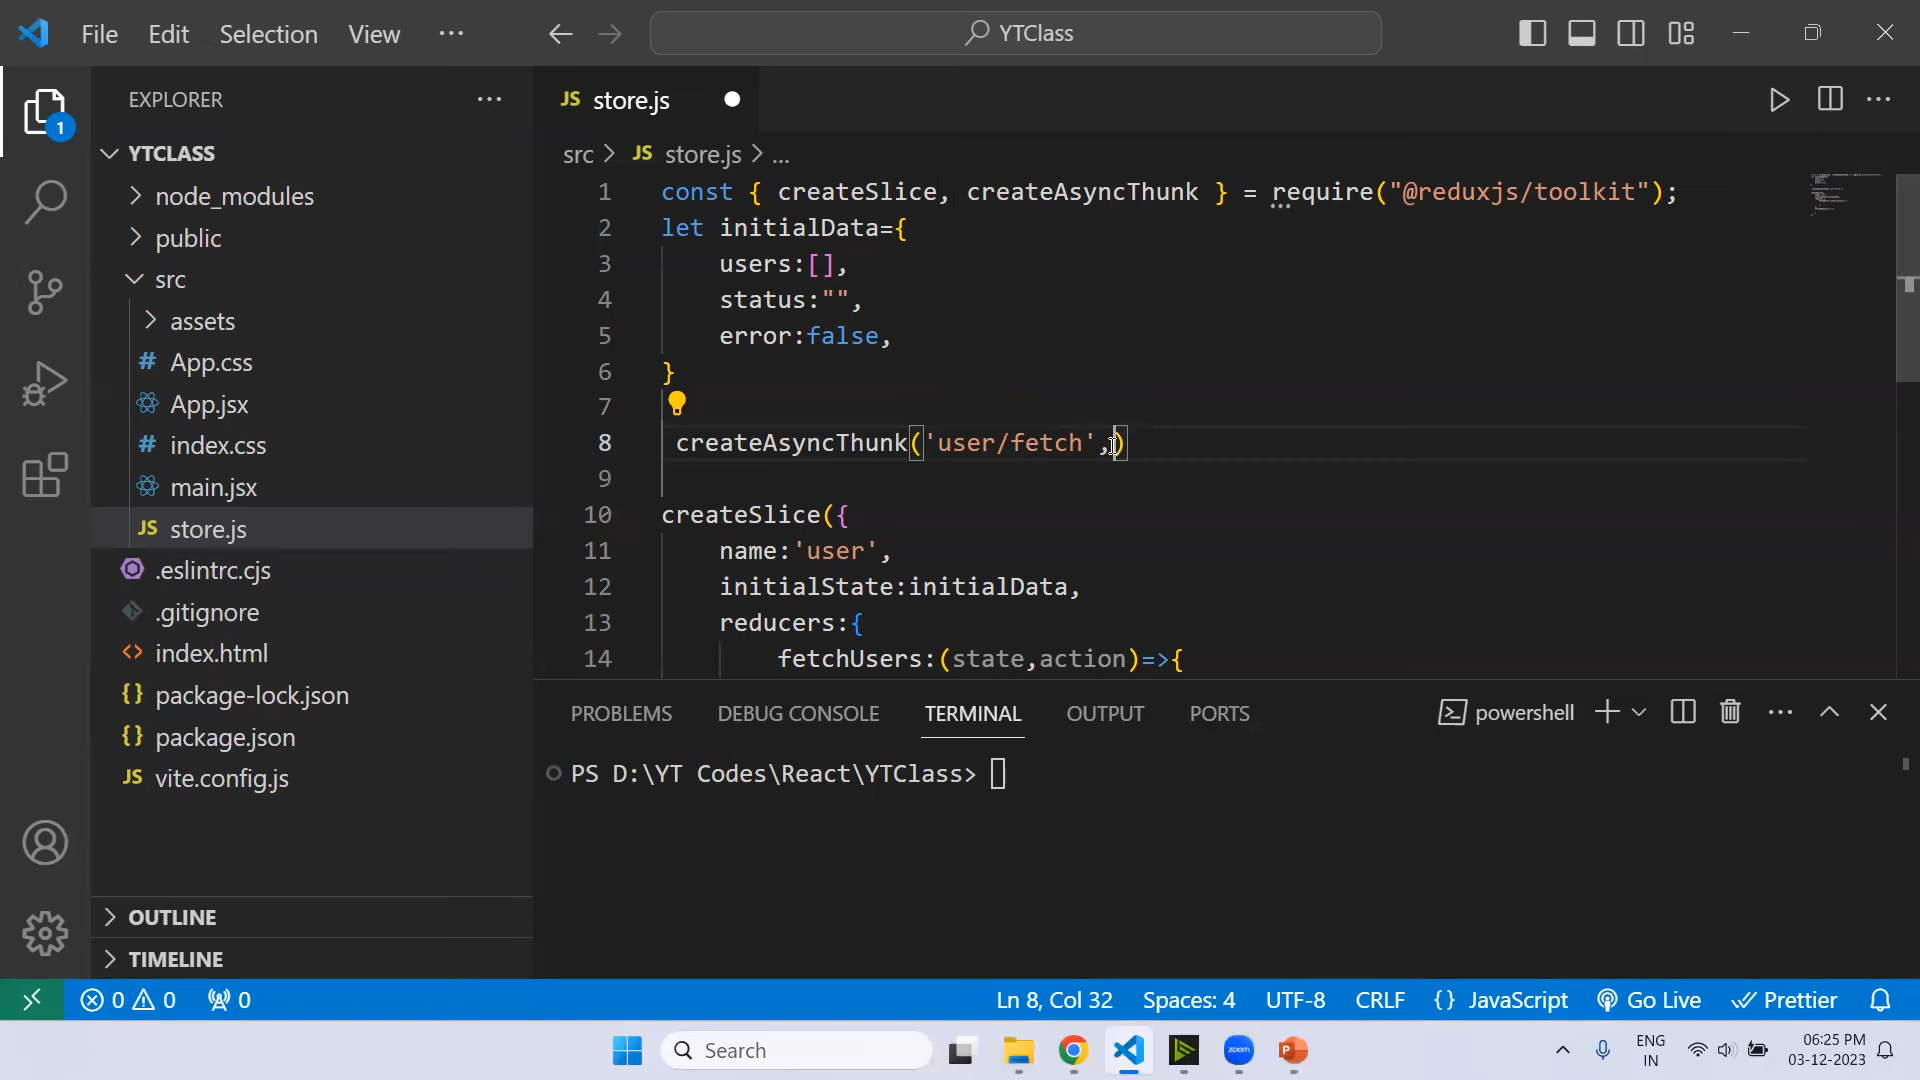 File Edit Selection View ... YTClass
EXPLORER ...
YTCLASS
node_modules
public
src
assets
# App.css
App.jsx
# index.css
main.jsx
JS store.js
.eslintrc.cjs
.gitignore
<> index.html
{} package-lock.json
{} package.json
JS vite.config.js
OUTLINE
TIMELINE
1
JS store.js
src > JS store.js > ...
1 const { createSlice, createAsyncThunk } = require("@reduxjs/toolkit");
2 let initialData={
3 users:[],
4 status:"",
5 error:false,
6 }
7
8 createAsyncThunk('user/fetch',)
9
10 createSlice({
11 name:'user',
12 initialState:initialData,
13 reducers:{
14 fetchUsers:(state,action)=>{
PROBLEMS DEBUG CONSOLE TERMINAL OUTPUT PORTS powershell
PS D:\YT Codes\React\YTClass>
0 0 0 Ln 8, Col 32 Spaces: 4 UTF-8 CRLF {} JavaScript Go Live Prettier
Search zoom ENG IN 06:25 PM 03-12-2023